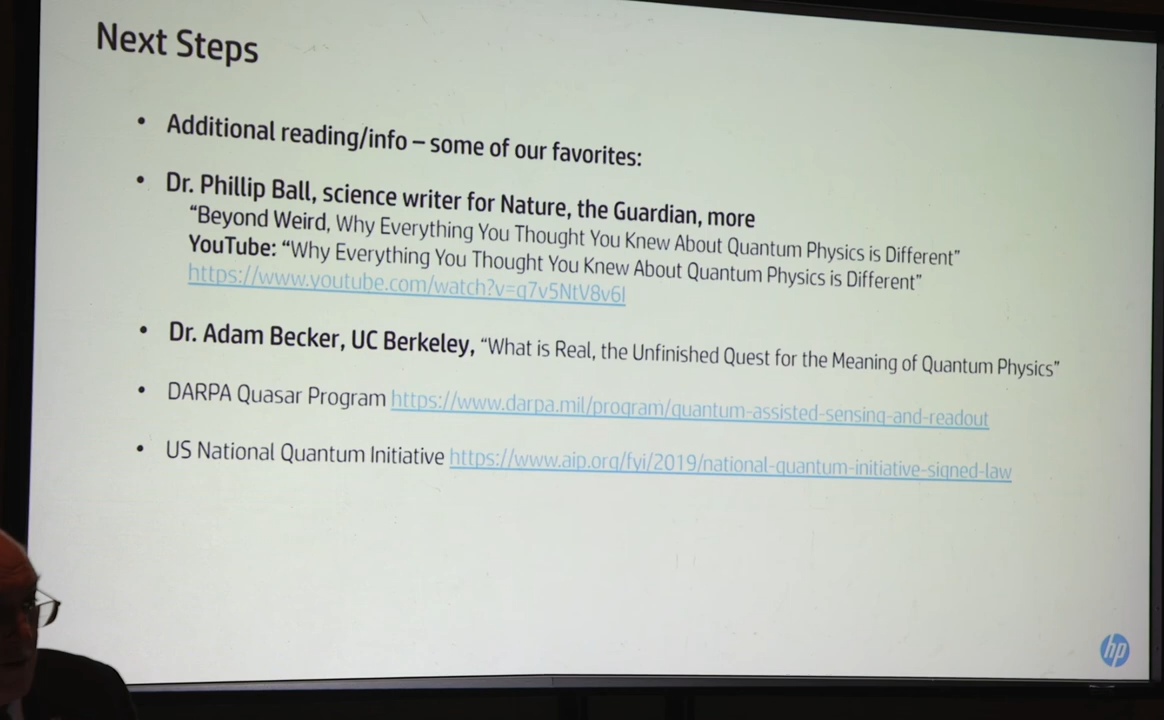 Next Steps
• Additional reading/info – some of our favorites:
• Dr. Phillip Ball, science writer for Nature, the Guardian, more
“Beyond Weird, Why Everything You Thought You Knew About Quantum Physics is Different”
YouTube: “Why Everything You Thought You Knew About Quantum Physics is Different”
https://www.youtube.com/watch?v=q7v5NtV8v6I
• Dr. Adam Becker, UC Berkeley, “What is Real, the Unfinished Quest for the Meaning of Quantum Physics”
• DARPA Quasar Program https://www.darpa.mil/program/quantum-assisted-sensing-and-readout
• US National Quantum Initiative https://www.aip.org/fyi/2019/national-quantum-initiative-signed-law
hp